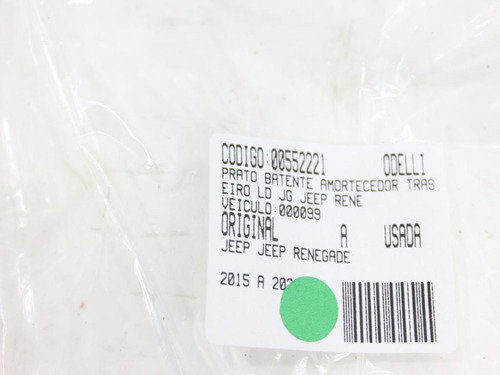 CODIGO:00552221 ODELLI
PRATO BATENTE AMORTECEDOR TRAS
EIRO LD JG JEEP RENE
VEICULO:000099
ORIGINAL A USADA
JEEP JEEP RENEGADE
2015 A